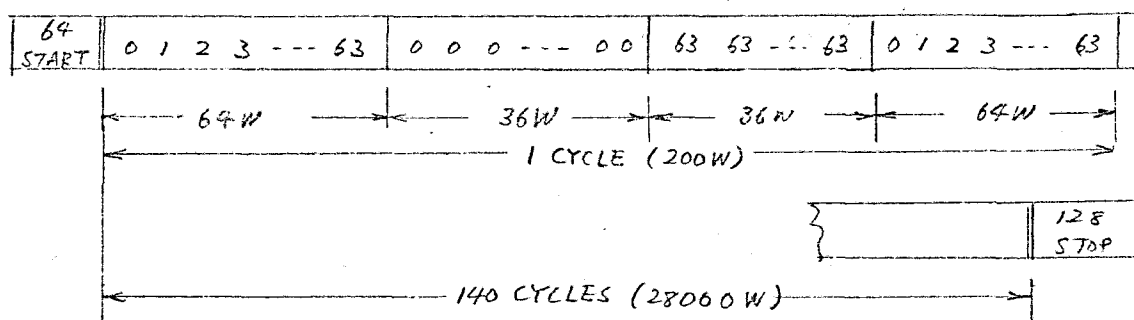 64
START
0 1 2 3 --- 63
0 0 0 --- 0 0
63 63 --- 63
0 1 2 3 --- 63
64W
36W
36W
64W
1 CYCLE (200W)
128
STOP
140 CYCLES (28000W)